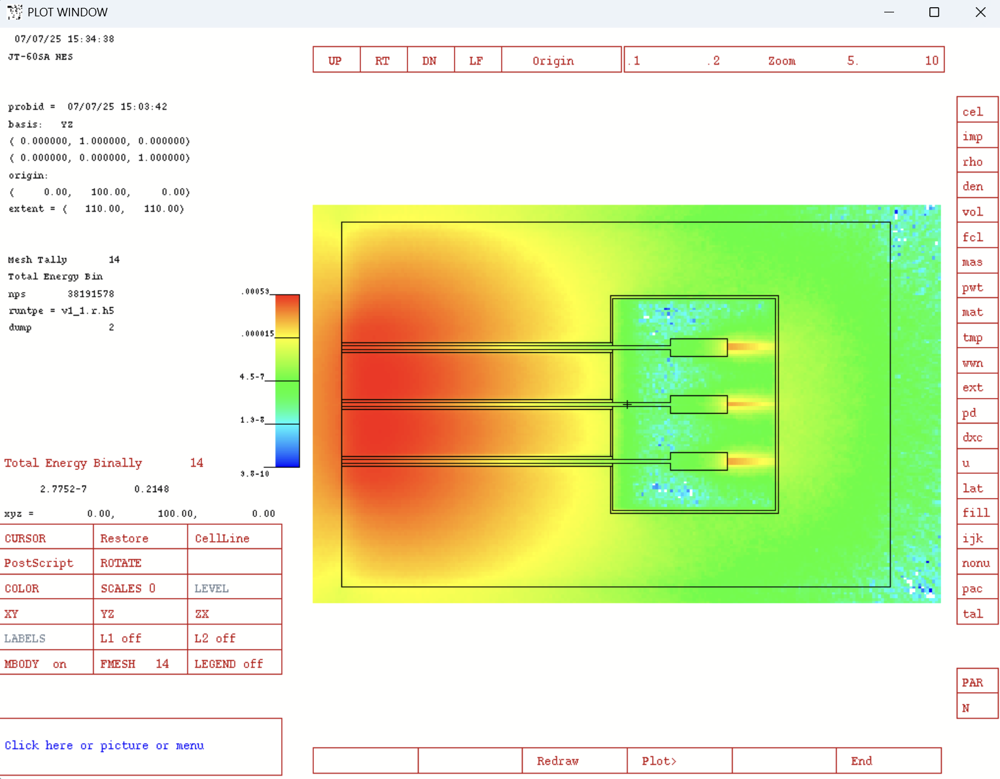 PLOT WINDOW
07/07/25 15:34:38
JT-60SA NES
UP RT DN LF Origin .1 .2 Zoom 5. 10
probid = 07/07/25 15:03:42
basis: YZ
( 0.000000, 1.000000, 0.000000)
( 0.000000, 0.000000, 1.000000)
origin:
( 0.00, 100.00, 0.00)
extent = ( 110.00, 110.00)
Mesh Tally 14
Total Energy Bin
nps 38191578
runtpe = v1_1.r.h5
dump 2
.00053
.000015
4.5-7
1.3-8
3.8-10
Total Energy Binally 14
2.7752-7 0.2148
xyz = 0.00, 100.00, 0.00
CURSOR Restore CellLine
PostScript ROTATE
COLOR SCALES 0 LEVEL
XY YZ ZX
LABELS L1 off L2 off
MBODY on FMESH 14 LEGEND off
Click here or picture or menu
cel
imp
rho
den
vol
fcl
mas
pwt
mat
tmp
wwn
ext
pd
dxc
u
lat
fill
ijk
nonu
pac
tal
PAR
N
Redraw Plot> End